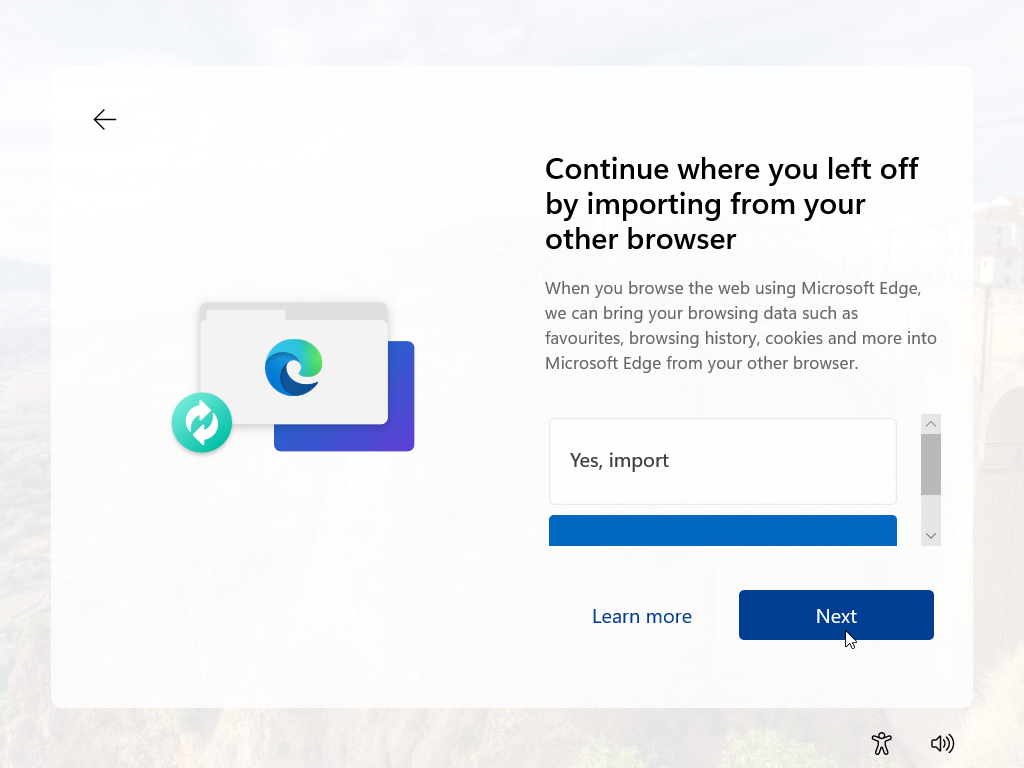 Continue where you left off
by importing from your
other browser
When you browse the web using Microsoft Edge,
we can bring your browsing data such as
favourites, browsing history, cookies and more into
Microsoft Edge from your other browser.
Yes, import
Learn more
Next